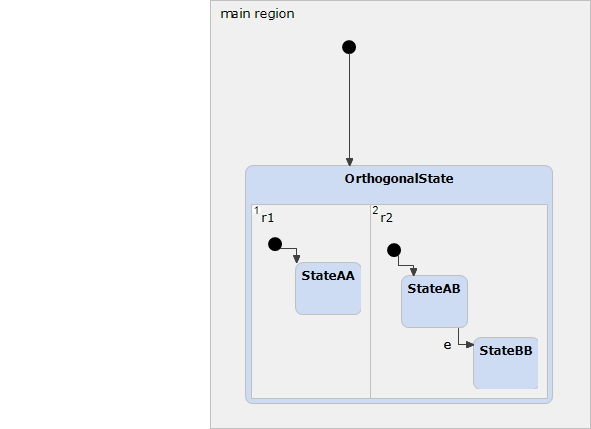 main region
OrthogonalState
1 r1
2 r2
StateAA
StateAB
e
StateBB